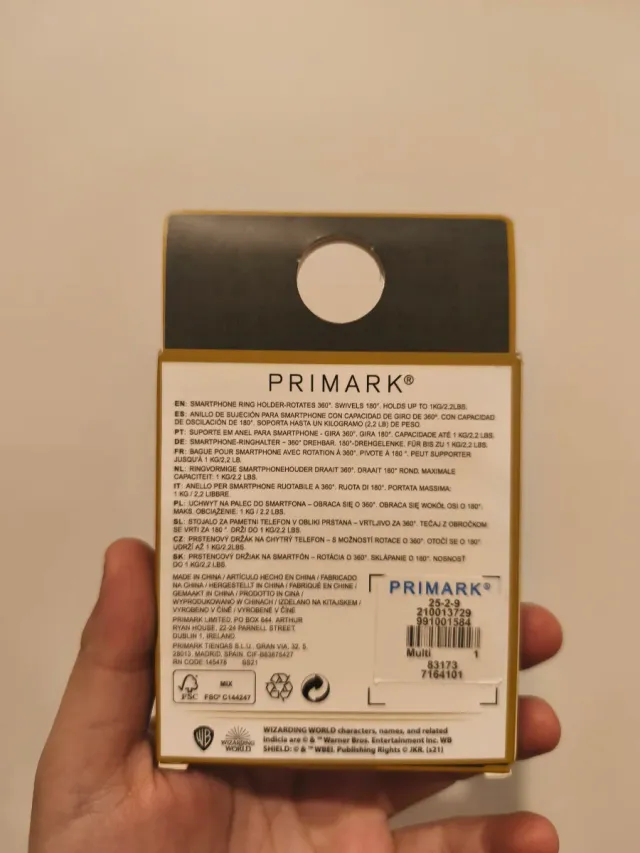 PRIMARK®
EN: SMARTPHONE RING HOLDER-ROTATES 360°. SWIVELS 180°. HOLDS UP TO 1KG/2,2LBS.
ES: ANILLO DE SUJECIÓN PARA SMARTPHONE CON CAPACIDAD DE GIRO DE 360°. CON CAPACIDAD
DE OSCILACIÓN DE 180°. SOPORTA HASTA UN KILOGRAMO (2,2 LB) DE PESO
PT: SUPORTE EM ANEL PARA SMARTPHONE - GIRA 360°. GIRA 180°. CAPACIDADE ATÉ 1 KG/2,2 LBS.
DE: SMARTPHONE-RINGHALTER – 360° DREHBAR. 180°-DREHGELENKE. FÜR BIS ZU 1 KG/2,2 LBS.
FR: BAGUE POUR SMARTPHONE AVEC ROTATION À 360°. PIVOTE À 180°. PEUT SUPPORTER
JUSQU'À 1 KG/2,2 LBS.
NL: RINGVORMIGE SMARTPHONEHOUDER DRAAIT 360°. DRAAIT 180° ROND. MAXIMALE
CAPACITEIT: 1 KG/2,2 LBS.
IT: ANELLO PER SMARTPHONE RUOTABILE A 360°. RUOTA DI 180°. PORTATA MASSIMA:
1 KG / 2,2 LIBBRE.
PL: UCHWYT NA PALEC DO SMARTFONA – OBRACA SIĘ O 360°. OBRACA SIĘ WOKÓŁ OSI O 180°.
MAKS. OBCIĄŻENIE: 1 KG / 2,2 LBS.
SL: STOJALO ZA PAMETNI TELEFON V OBLIKI PRSTANA – VRTLJIVO ZA 360°. TEČAJ Z OBROČKOM
SE VRTI ZA 180°. DRŽI DO 1 KG/2,2 LBS.
CZ: PRSTENOVÝ DRŽÁK NA CHYTRÝ TELEFON – S MOŽNOSTÍ ROTACE O 360°. OTOČÍ SE O 180°.
UDRŽÍ AŽ 1 KG/2,2LBS.
SK: PRSTENCOVÝ DRŽIAK NA SMARTFÓN – ROTÁCIA O 360°. SKLÁPANIE O 180°. NOSNOSŤ
DO 1 KG/2,2 LBS.
MADE IN CHINA / ARTÍCULO HECHO EN CHINA / FABRICADO
NA CHINA / HERGESTELLT IN CHINA / FABRIQUÉ EN CHINE /
GEMAAKT IN CHINA / PRODOTTO IN CINA /
WYPRODUKOWANO W CHINACH / IZDELANO NA KITAJSKEM /
VYROBENO V ČÍNĚ / VYROBENÉ V ČÍNE
PRIMARK LIMITED, PO BOX 644, ARTHUR
RYAN HOUSE, 22-24 PARNELL STREET,
DUBLIN 1, IRELAND
PRIMARK TIENDAS S.L.U., GRAN VIA, 32, 5,
28013, MADRID, SPAIN. CIF-B83875427
RN CODE:145478 SS21
PRIMARK®
25-2-9
210013729
991001584
Multi 1
83173
7164101
FSC
MIX
FSC® C144247
WB
WIZARDING
WORLD
WIZARDING WORLD characters, names, and related
indicia are © & ™ Warner Bros. Entertainment Inc. WB
SHIELD: © & ™ WBEI. Publishing Rights © JKR. (s21)